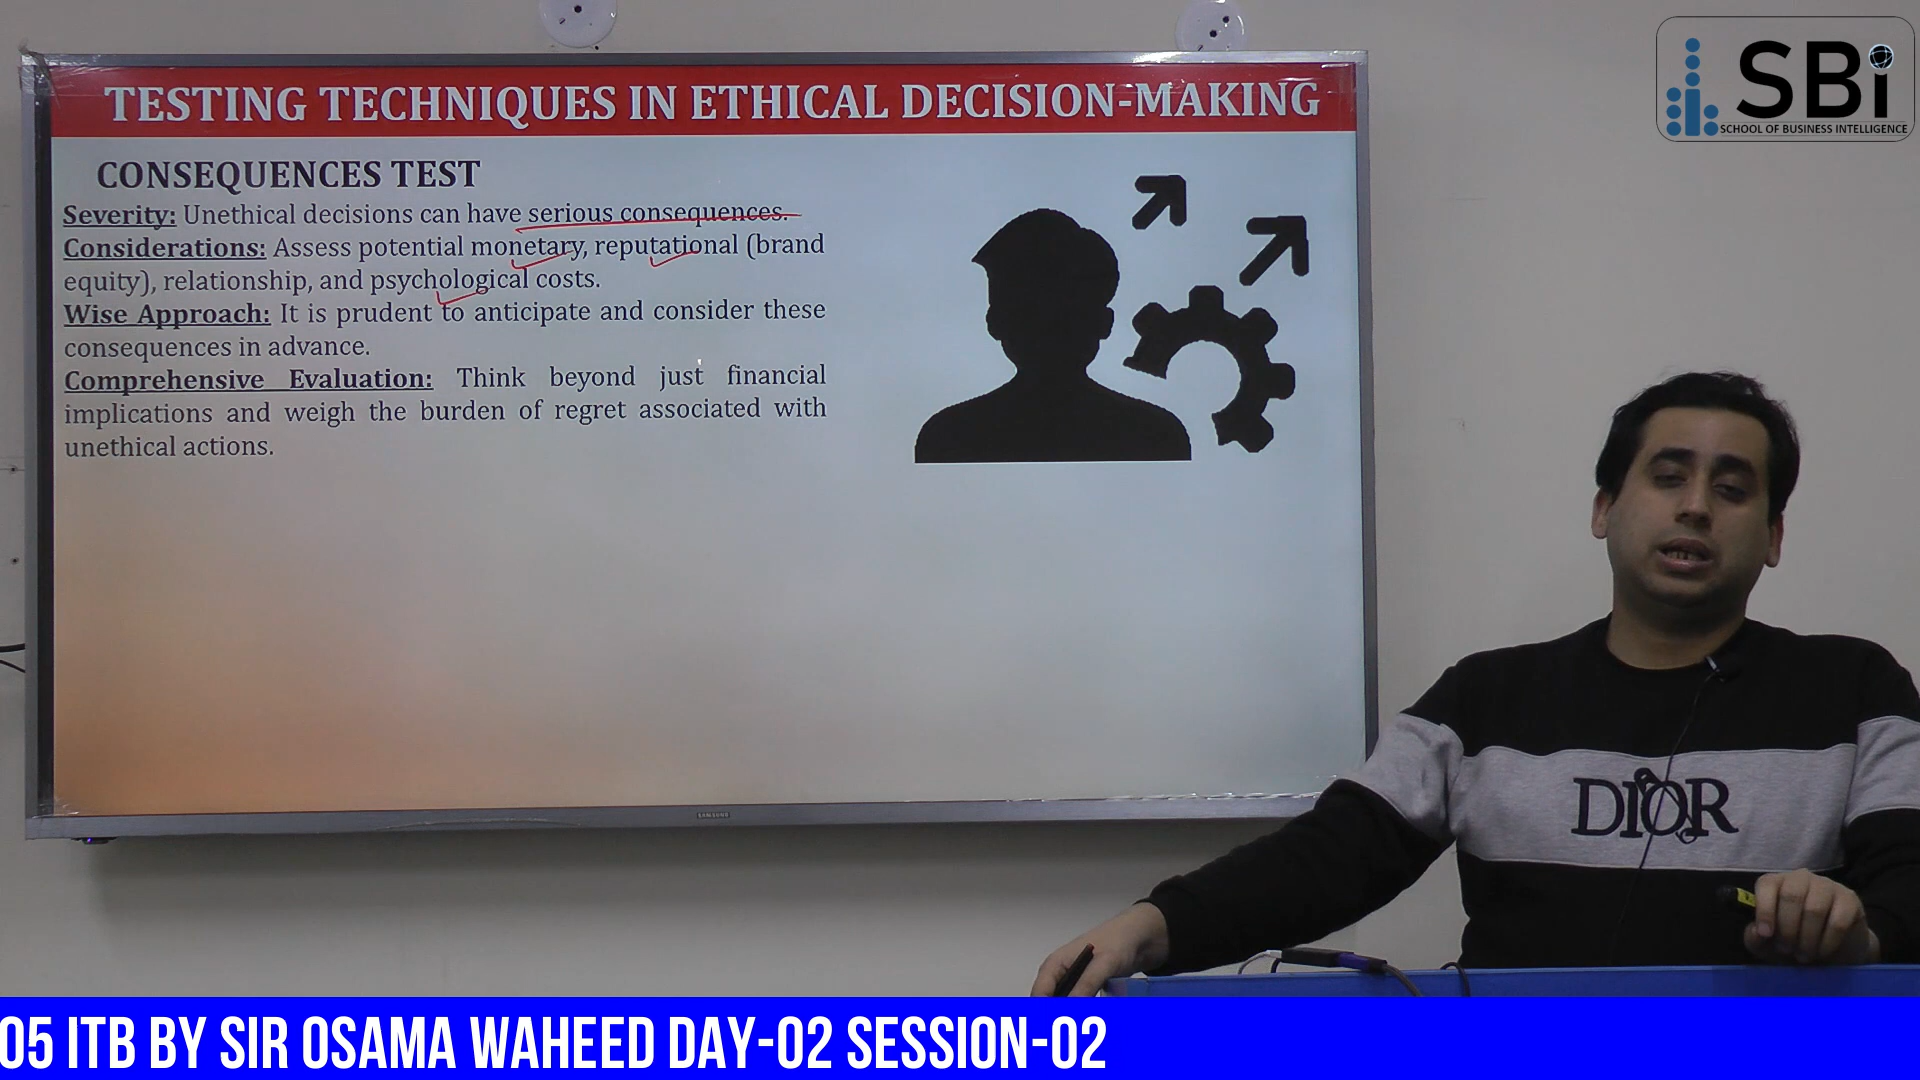 TESTING TECHNIQUES IN ETHICAL DECISION-MAKING
SBi
SCHOOL OF BUSINESS INTELLIGENCE
CONSEQUENCES TEST
Severity: Unethical decisions can have serious consequences.
Considerations: Assess potential monetary, reputational (brand
equity), relationship, and psychological costs.
Wise Approach: It is prudent to anticipate and consider these
consequences in advance.
Comprehensive Evaluation: Think beyond just financial
implications and weigh the burden of regret associated with
unethical actions.
SAMSUNG
DIOR
05 ITB BY SIR OSAMA WAHEED DAY-02 SESSION-02